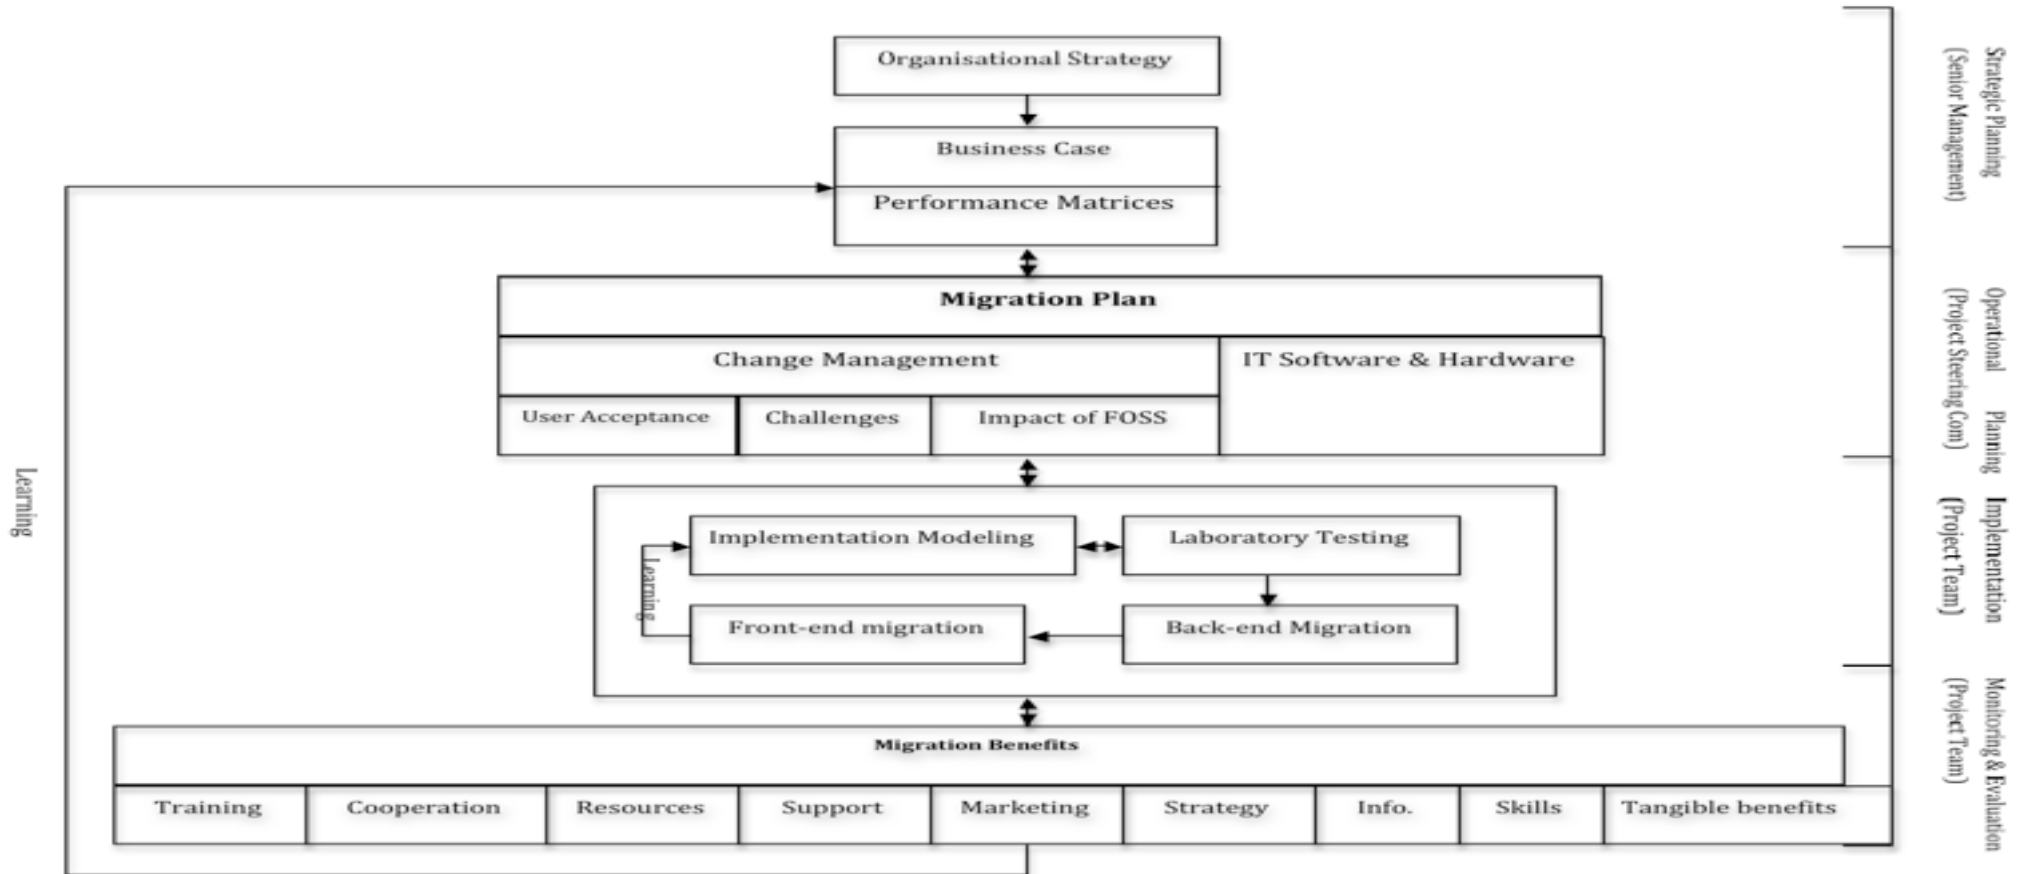 Organisational Strategy
Business Case
Performance Matrices
Strategic Planning
(Senior Management)
Migration Plan
Change Management
IT Software & Hardware
User Acceptance
Challenges
Impact of FOSS
Operational Planning
(Project Steering Com)
Implementation Modeling
Laboratory Testing
Learning
Front-end migration
Back-end Migration
Implementation
(Project Team)
Migration Benefits
Training
Cooperation
Resources
Support
Marketing
Strategy
Info.
Skills
Tangible benefits
Monitoring & Evaluation
(Project Team)
Learning